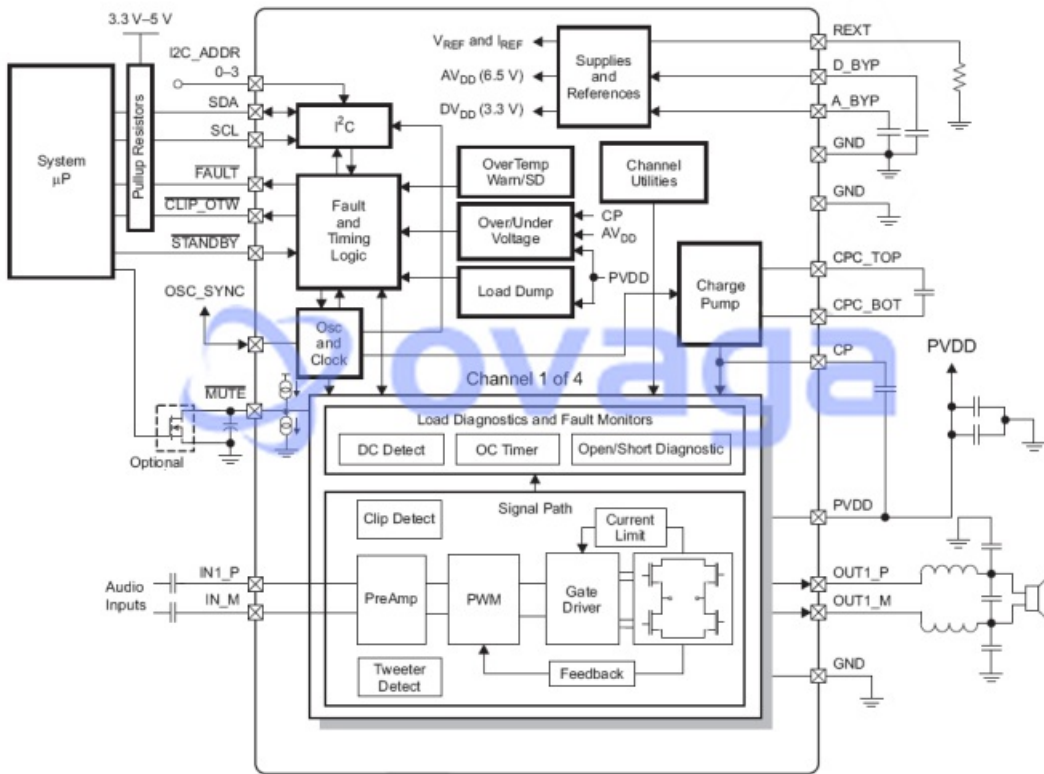 3.3 V–5 V
I2C_ADDR
0–3
SDA
SCL
FAULT
CLIP_OTW
STANDBY
OSC_SYNC
MUTE
Optional
System
µP
Pullup Resistors
I²C
Fault
and
Timing
Logic
Osc
and
Clock
V_REF and I_REF
AV_DD (6.5 V)
DV_DD (3.3 V)
Supplies
and
References
OverTemp
Warn/SD
Over/Under
Voltage
Load Dump
CP
AV_DD
PVDD
Channel
Utilities
Charge
Pump
REXT
D_BYP
A_BYP
GND
GND
CPC_TOP
CPC_BOT
CP
PVDD
ovaga
Channel 1 of 4
Load Diagnostics and Fault Monitors
DC Detect
OC Timer
Open/Short Diagnostic
Signal Path
Clip Detect
Current
Limit
PVDD
Audio
Inputs
IN1_P
IN_M
PreAmp
PWM
Gate
Driver
OUT1_P
OUT1_M
Tweeter
Detect
Feedback
GND